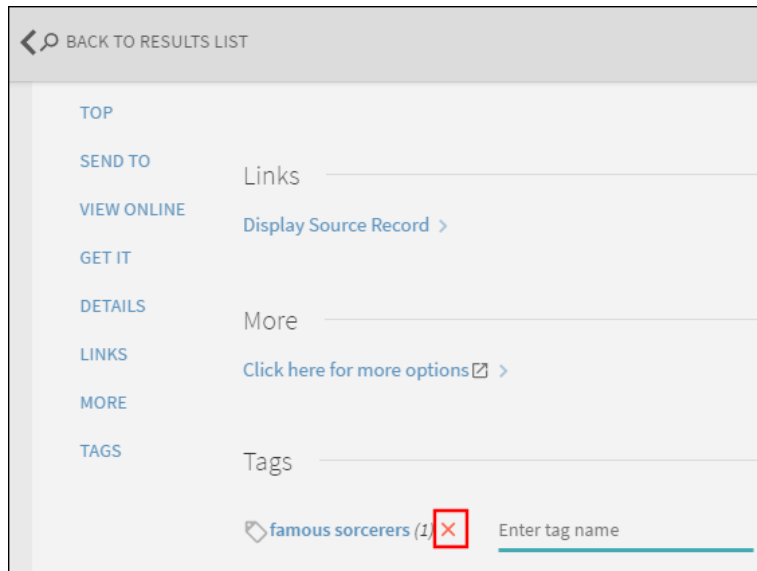 BACK TO RESULTS LIST
TOP
SEND TO
VIEW ONLINE
GET IT
DETAILS
LINKS
MORE
TAGS
Links
Display Source Record
More
Click here for more options
Tags
famous sorcerers (1)
Enter tag name